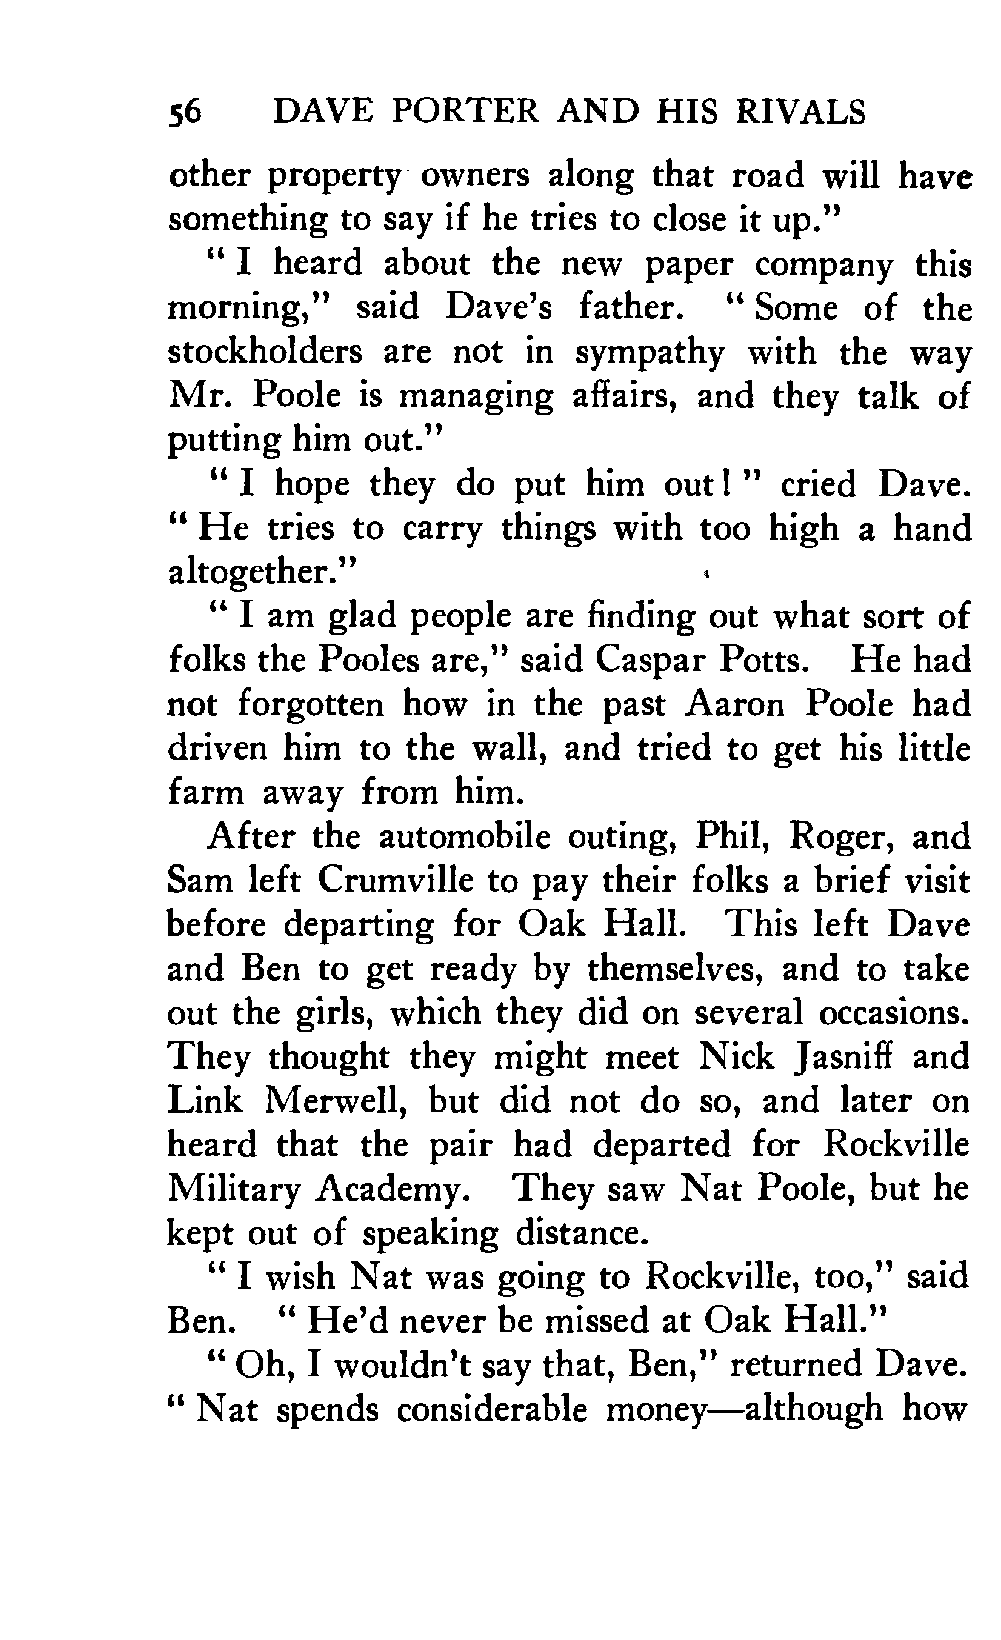 56 DAVE PORTER AND HIS RIVALS
other property owners along that road will have
something to say if he tries to close it up."
" I heard about the new paper company this
morning," said Dave's father. " Some of the
stockholders are not in sympathy with the way
Mr. Poole is managing affairs, and they talk of
putting him out."
" I hope they do put him out! " cried Dave.
" He tries to carry things with too high a hand
altogether."
" I am glad people are finding out what sort of
folks the Pooles are," said Caspar Potts. He had
not forgotten how in the past Aaron Poole had
driven him to the wall, and tried to get his little
farm away from him.
After the automobile outing, Phil, Roger, and
Sam left Crumville to pay their folks a brief visit
before departing for Oak Hall. This left Dave
and Ben to get ready by themselves, and to take
out the girls, which they did on several occasions.
They thought they might meet Nick Jasniff and
Link Merwell, but did not do so, and later on
heard that the pair had departed for Rockville
Military Academy. They saw Nat Poole, but he
kept out of speaking distance.
" I wish Nat was going to Rockville, too," said
Ben. " He'd never be missed at Oak Hall."
" Oh, I wouldn't say that, Ben," returned Dave.
" Nat spends considerable money—although how